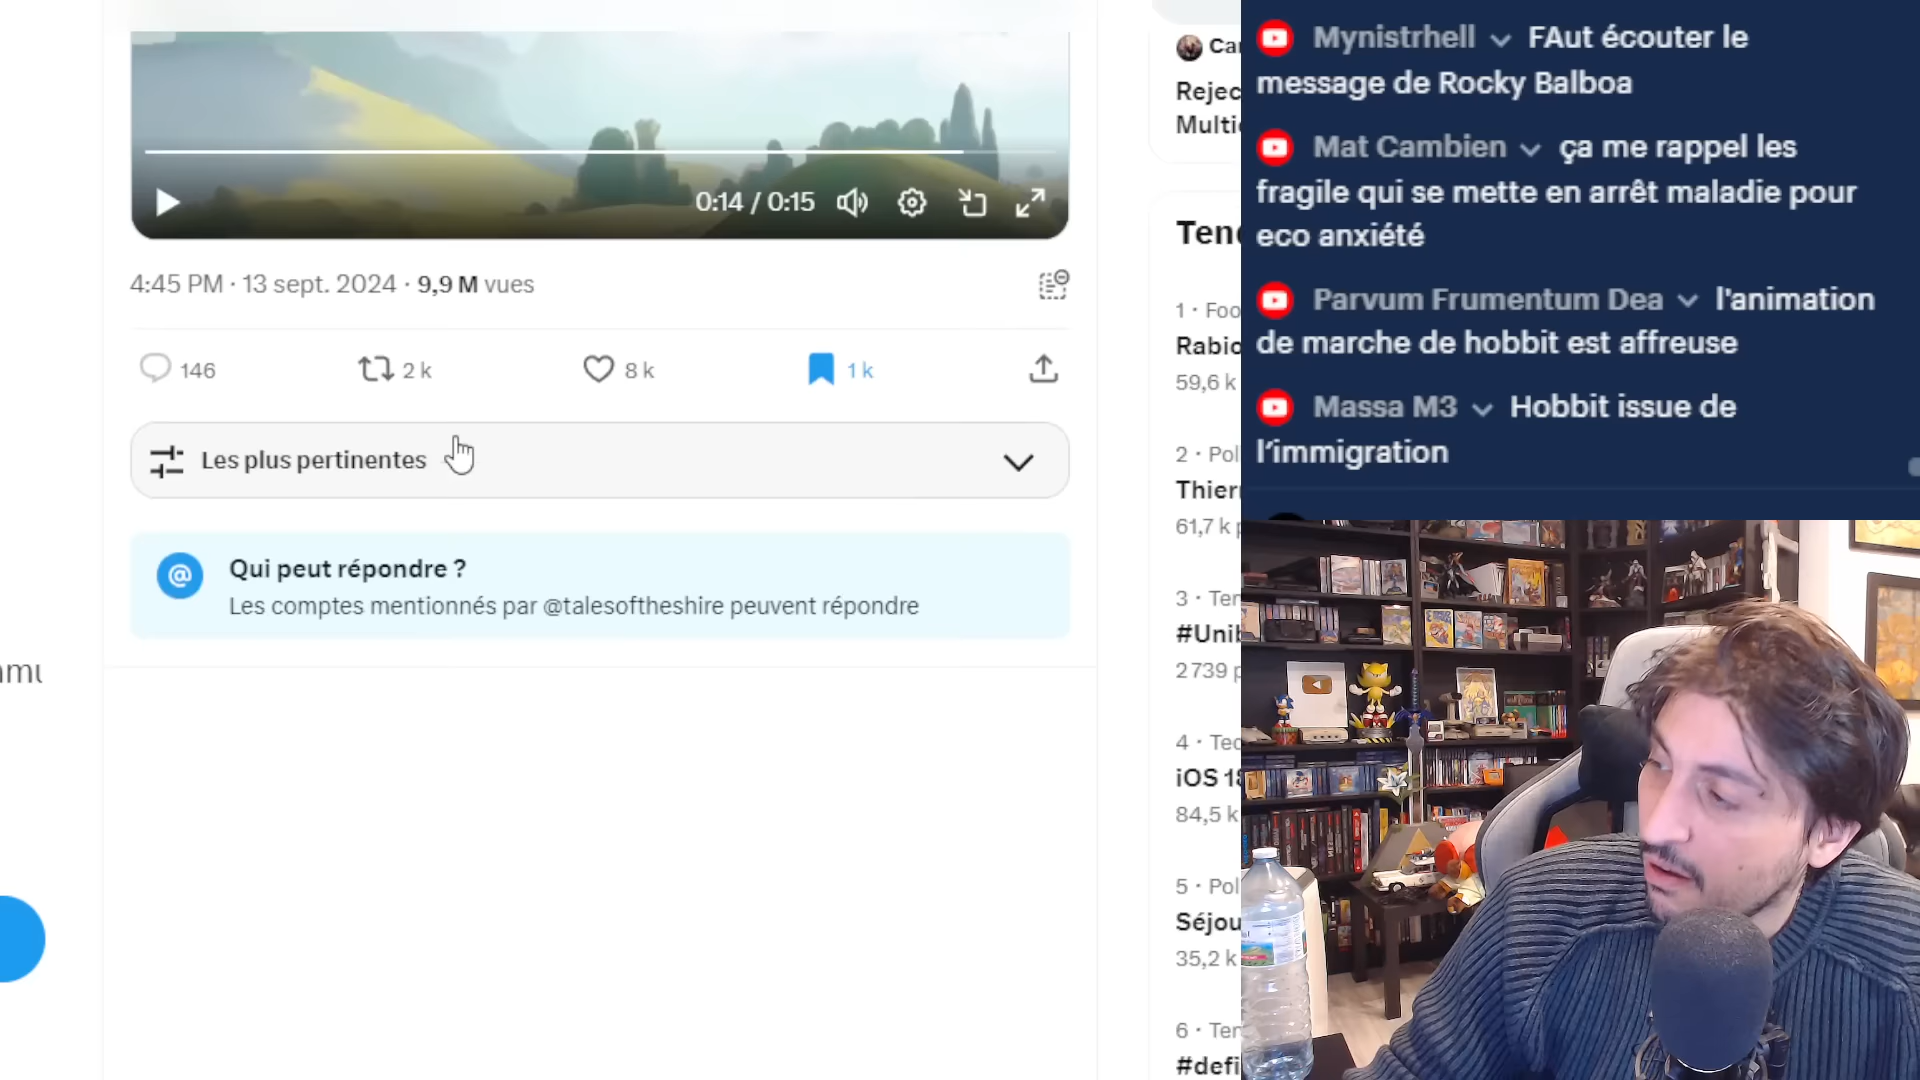 0:14 / 0:15
4:45 PM · 13 sept. 2024 · 9,9 M vues
146
2 k
8 k
1 k
Les plus pertinentes
Qui peut répondre ?
Les comptes mentionnés par @talesoftheshire peuvent répondre
Rejec
Multi
Tend
1 · Foo
Rabio
59,6 k
2 · Pol
Thierr
61,7 k p
3 · Ten
#Unib
2 739 p
4 · Tec
iOS 18
84,5 k
5 · Pol
Séjou
35,2 k
6 · Ten
#defi
Mynistrhell FAut écouter le
message de Rocky Balboa
Mat Cambien ça me rappel les
fragile qui se mette en arrêt maladie pour
eco anxiété
Parvum Frumentum Dea l'animation
de marche de hobbit est affreuse
Massa M3 Hobbit issue de
l'immigration